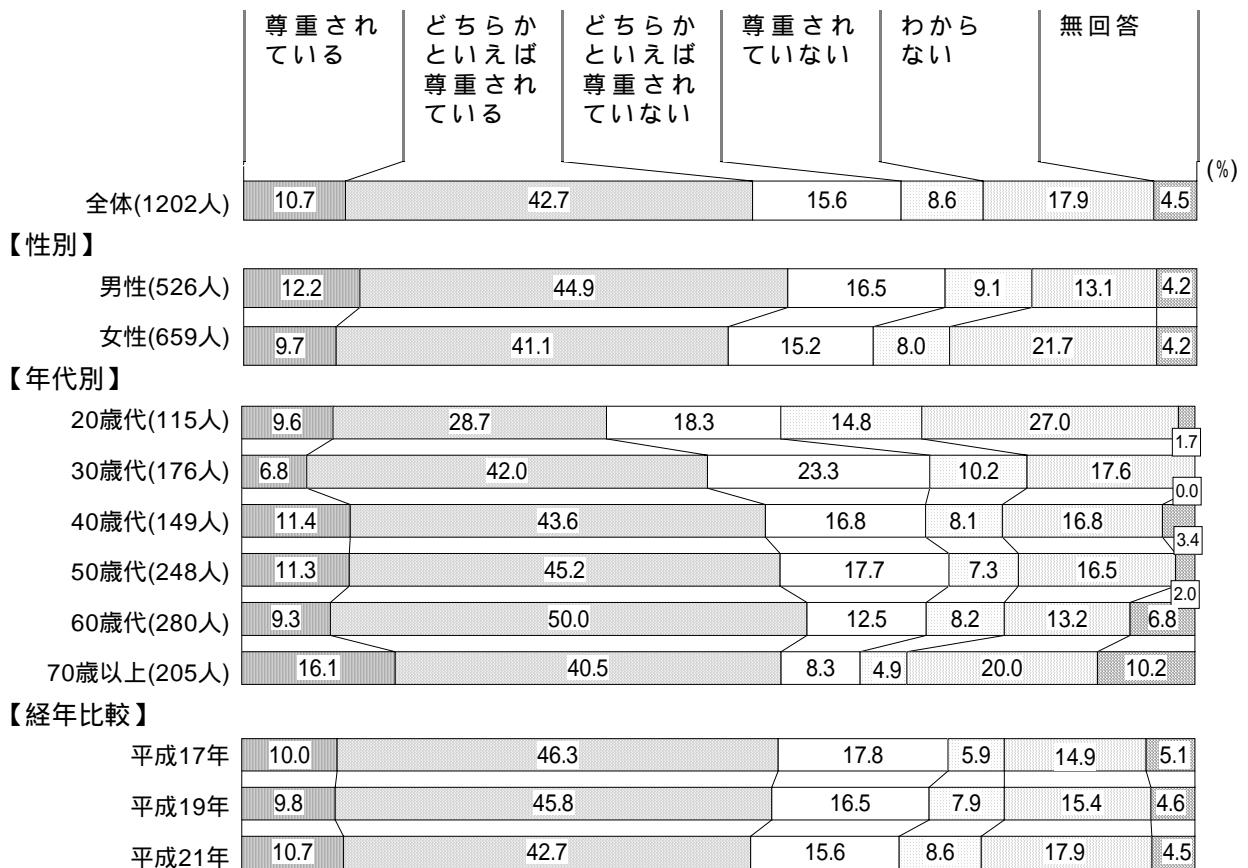 尊重されている
どちらかといえば尊重されている
どちらかといえば尊重されていない
尊重されていない
わからない
無回答
(%)
全体(1202人) 10.7 42.7 15.6 8.6 17.9 4.5
【性別】
男性(526人) 12.2 44.9 16.5 9.1 13.1 4.2
女性(659人) 9.7 41.1 15.2 8.0 21.7 4.2
【年代別】
20歳代(115人) 9.6 28.7 18.3 14.8 27.0 1.7
30歳代(176人) 6.8 42.0 23.3 10.2 17.6 0.0
40歳代(149人) 11.4 43.6 16.8 8.1 16.8 3.4
50歳代(248人) 11.3 45.2 17.7 7.3 16.5 2.0
60歳代(280人) 9.3 50.0 12.5 8.2 13.2 6.8
70歳以上(205人) 16.1 40.5 8.3 4.9 20.0 10.2
【経年比較】
平成17年 10.0 46.3 17.8 5.9 14.9 5.1
平成19年 9.8 45.8 16.5 7.9 15.4 4.6
平成21年 10.7 42.7 15.6 8.6 17.9 4.5